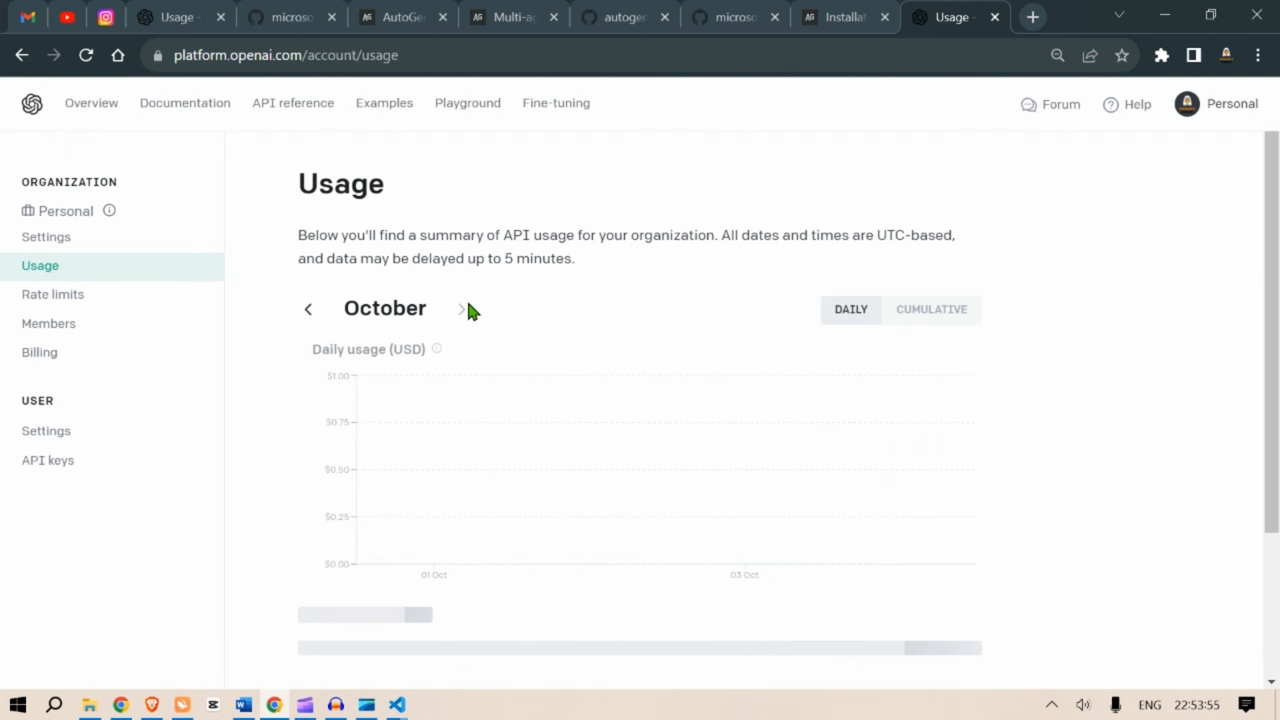 Usage -
microso
AutoGen
Multi-ag
autogen
microso
Installat
Usage -
platform.openai.com/account/usage
Overview
Documentation
API reference
Examples
Playground
Fine-tuning
Forum
Help
Personal
ORGANIZATION
Personal
Settings
Usage
Rate limits
Members
Billing
USER
Settings
API keys
Usage
Below you'll find a summary of API usage for your organization. All dates and times are UTC-based,
and data may be delayed up to 5 minutes.
October
DAILY
CUMULATIVE
Daily usage (USD)
$1.00
$0.75
$0.50
$0.25
$0.00
01 Oct
03 Oct
ENG
22:53:55